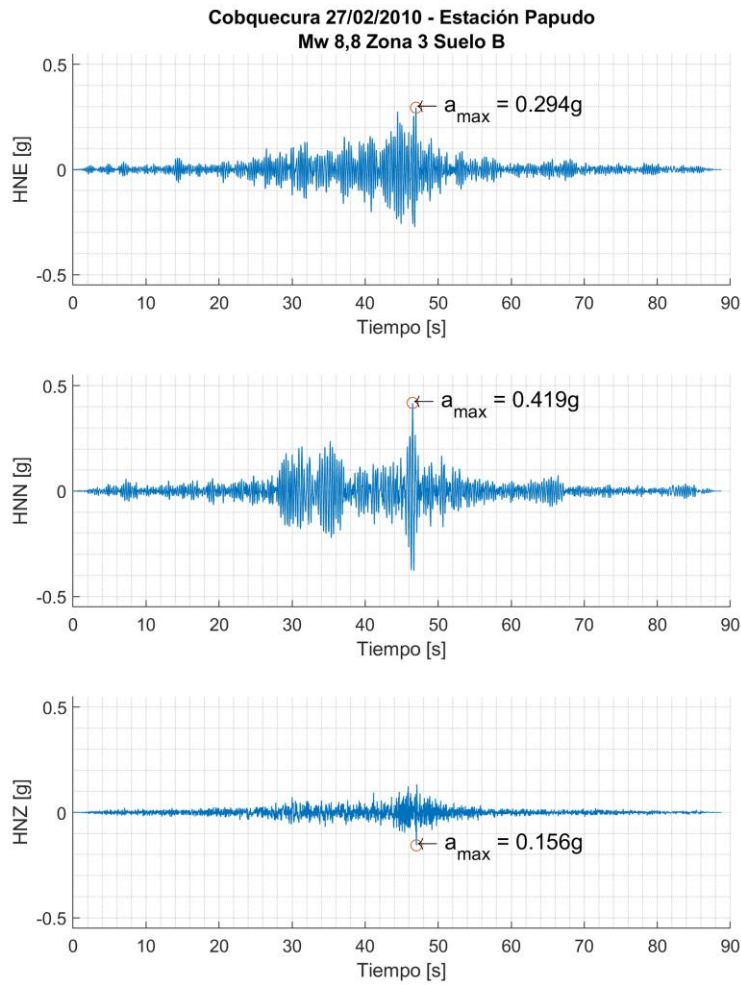 Cobquecura 27/02/2010 - Estación Papudo
Mw 8,8 Zona 3 Suelo B
0.5
a_max = 0.294g
HNE [g]
0
-0.5
0 10 20 30 40 50 60 70 80 90
Tiempo [s]
0.5
a_max = 0.419g
HNN [g]
0
-0.5
0 10 20 30 40 50 60 70 80 90
Tiempo [s]
0.5
HNZ [g]
0
a_max = 0.156g
-0.5
0 10 20 30 40 50 60 70 80 90
Tiempo [s]